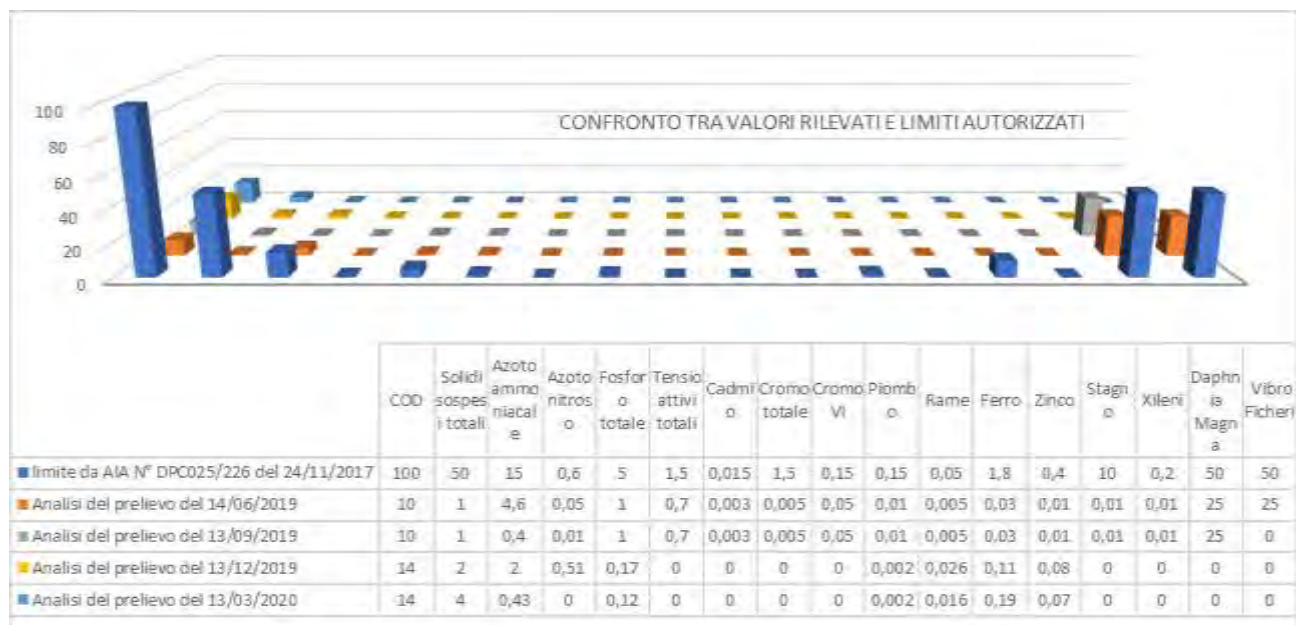 CONFRONTO TRA VALORI RILEVATI E LIMITI AUTORIZZATI
100
80
60
40
20
0
COD Solidi sospesi totali Azoto ammoniacale Azoto nitroso Fosforo totale Tensioattivi totali Cadmio Cromo totale Cromo VI Piombo Rame Ferro Zinco Stagno Xileni Daphnia Magna Vibro Ficheri
limite da AIA N° DPC025/226 del 24/11/2017 100 50 15 0,6 5 1,5 0,015 1,5 0,15 0,15 0,05 1,8 0,4 10 0,2 50 50
Analisi del prelievo del 14/06/2019 10 1 4,6 0,05 1 0,7 0,003 0,005 0,05 0,01 0,005 0,03 0,01 0,01 0,01 25 25
Analisi del prelievo del 13/09/2019 10 1 0,4 0,01 1 0,7 0,003 0,005 0,05 0,01 0,005 0,03 0,01 0,01 0,01 25 0
Analisi del prelievo del 13/12/2019 14 2 2 0,51 0,17 0 0 0 0 0,002 0,026 0,11 0,08 0 0 0 0
Analisi del prelievo del 13/03/2020 14 4 0,43 0 0,12 0 0 0 0 0,002 0,016 0,19 0,07 0 0 0 0